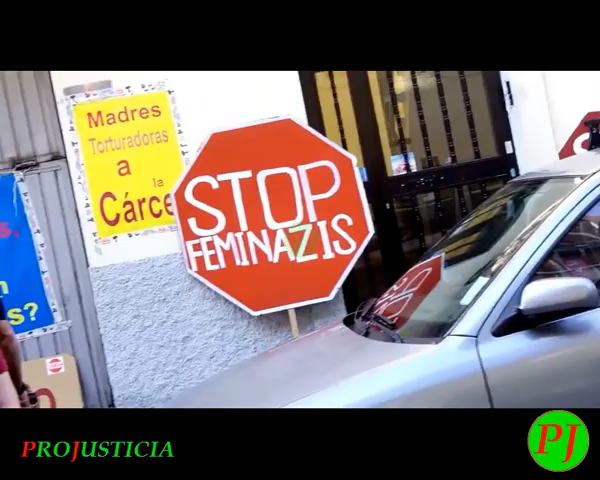 Madres
Torturadoras
a
la
Cárce
STOP
FEMINAZIS
s?
PROJUSTICIA
PJ